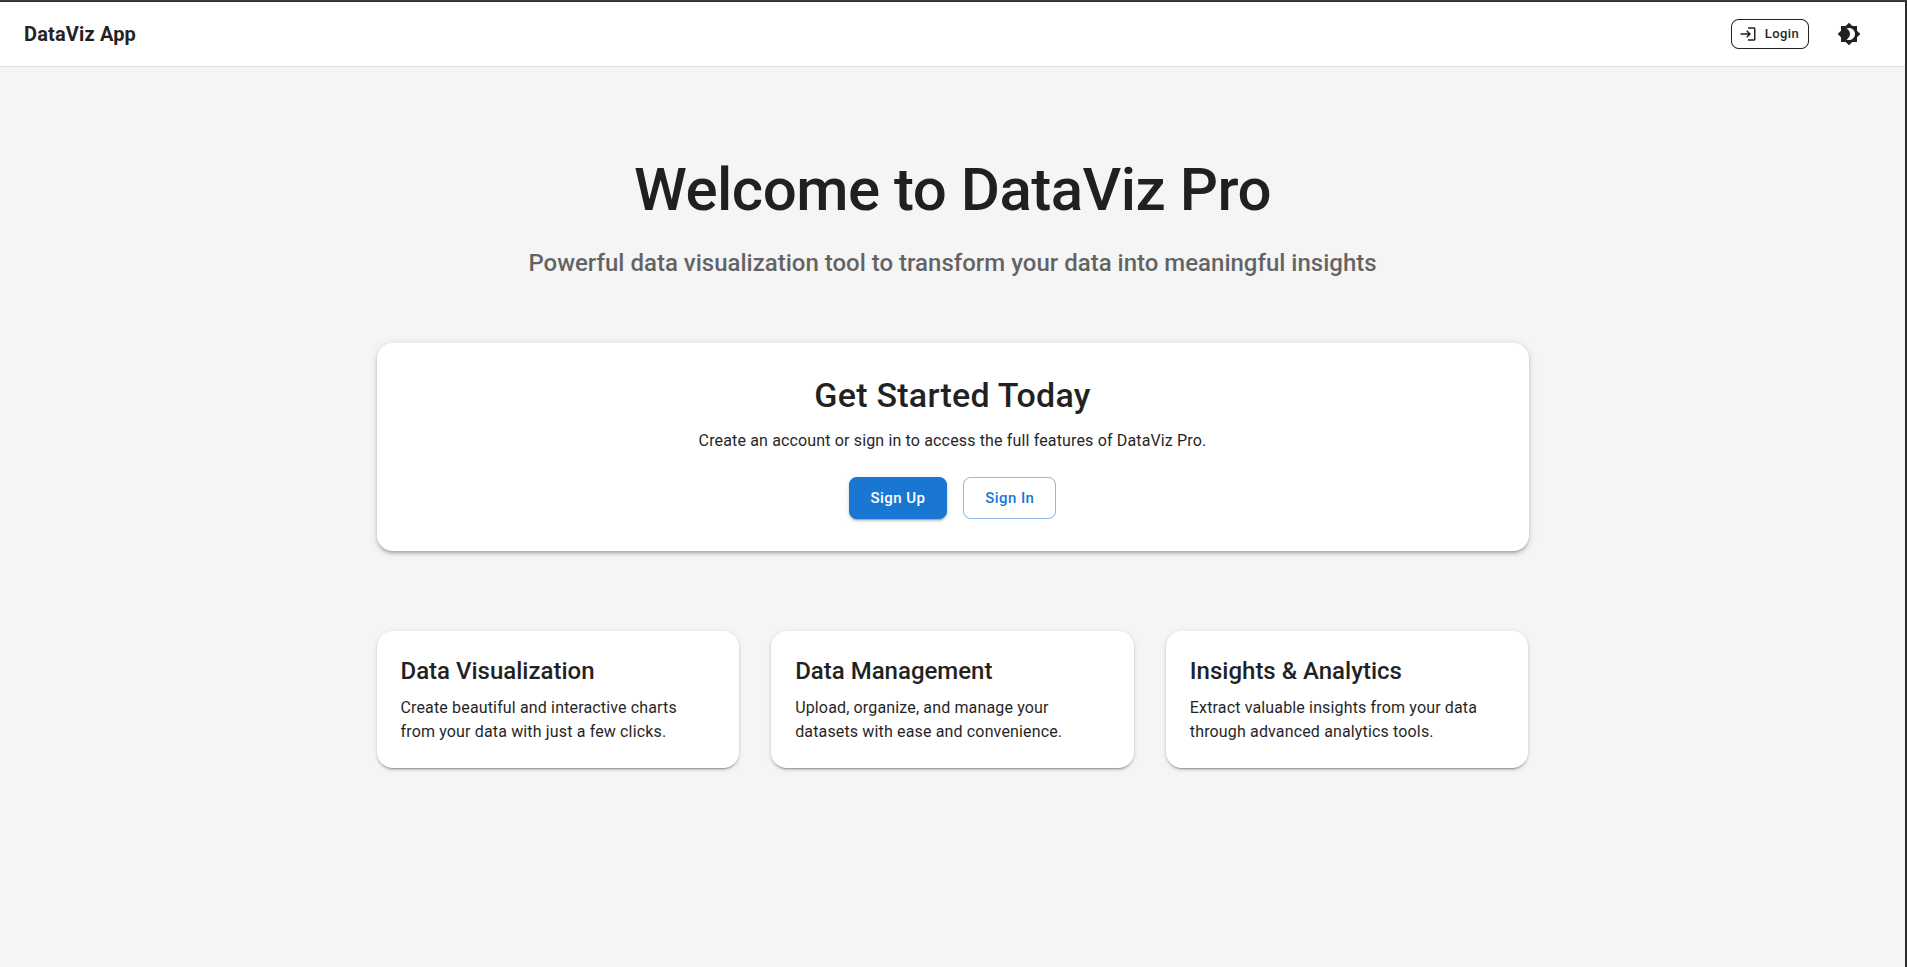 DataViz App
Login
Welcome to DataViz Pro
Powerful data visualization tool to transform your data into meaningful insights
Get Started Today
Create an account or sign in to access the full features of DataViz Pro.
Sign Up
Sign In
Data Visualization
Create beautiful and interactive charts
from your data with just a few clicks.
Data Management
Upload, organize, and manage your
datasets with ease and convenience.
Insights & Analytics
Extract valuable insights from your data
through advanced analytics tools.